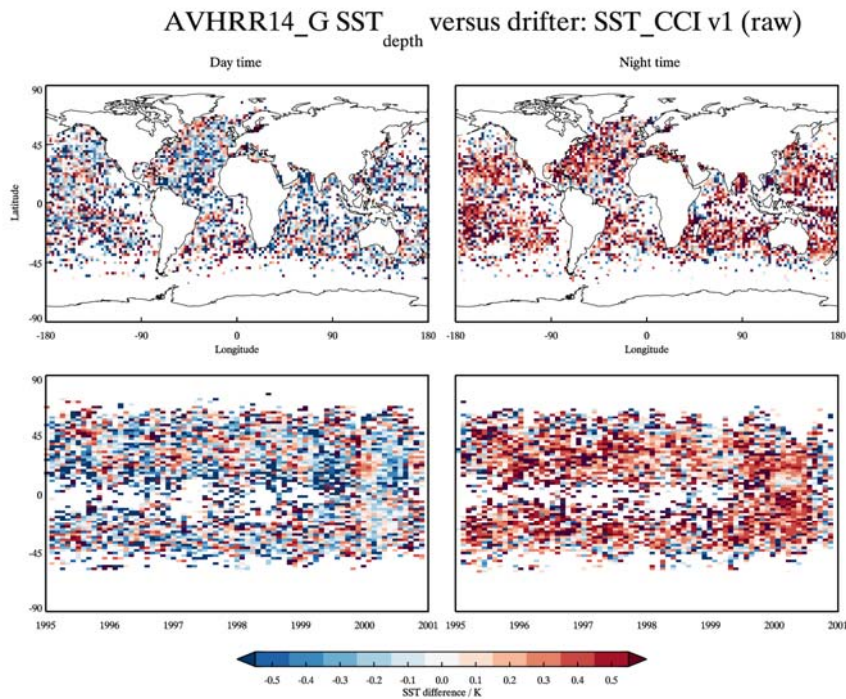 AVHRR14_G SST_depth versus drifter: SST_CCI v1 (raw)
Day time
Night time
90
45
0
-45
-90
Latitude
-180 -90 0 90 180
Longitude
-180 -90 0 90 180
Longitude
90
45
0
-45
-90
1995 1996 1997 1998 1999 2000 2001
1995 1996 1997 1998 1999 2000 2001
-0.5 -0.4 -0.3 -0.2 -0.1 0.0 0.1 0.2 0.3 0.4 0.5
SST difference / K